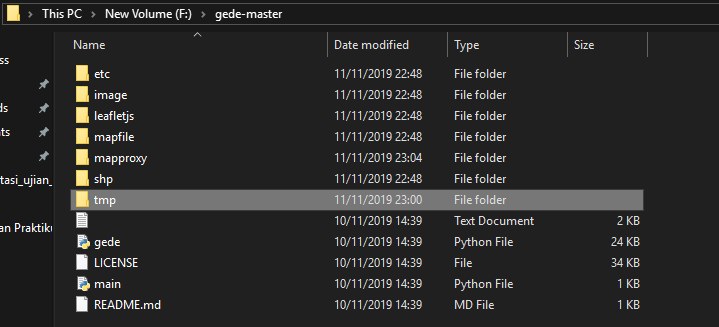 This PC > New Volume (F:) > gede-master
Name Date modified Type Size
ss
etc 11/11/2019 22:48 File folder
image 11/11/2019 22:48 File folder
ds leafletjs 11/11/2019 22:48 File folder
nts mapfile 11/11/2019 22:48 File folder
mapproxy 11/11/2019 23:04 File folder
tasi_ujian_ shp 11/11/2019 22:48 File folder
tmp 11/11/2019 23:00 File folder
an Praktiku 10/11/2019 14:39 Text Document 2 KB
gede 10/11/2019 14:39 Python File 24 KB
LICENSE 10/11/2019 14:39 File 34 KB
main 10/11/2019 14:39 Python File 1 KB
README.md 10/11/2019 14:39 MD File 1 KB